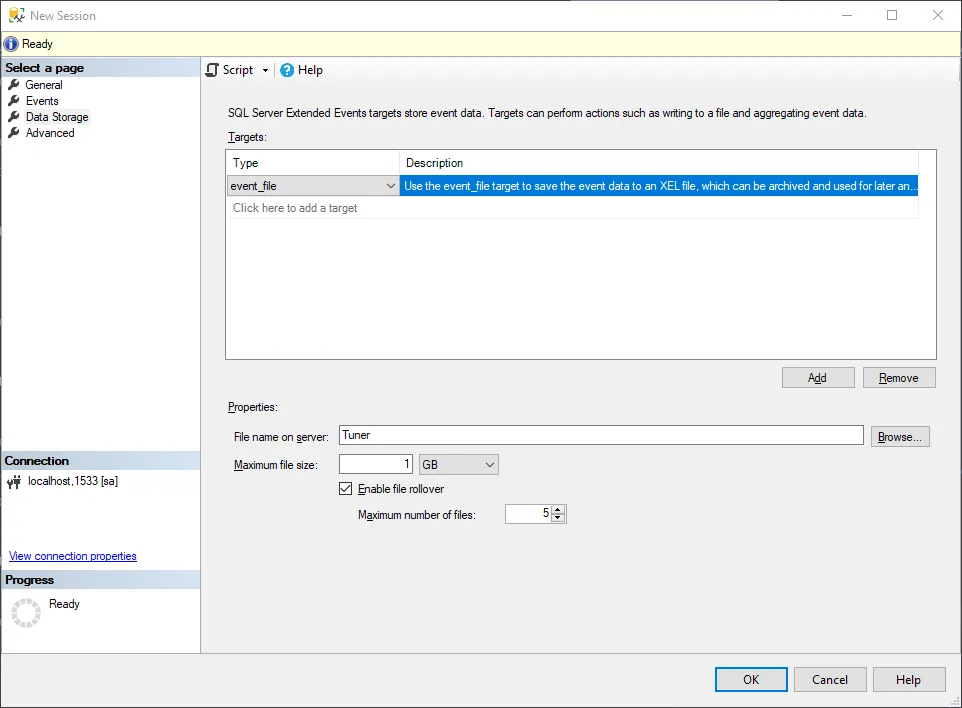 New Session
Ready
Select a page
General
Events
Data Storage
Advanced
Script
Help
SQL Server Extended Events targets store event data. Targets can perform actions such as writing to a file and aggregating event data.
Targets:
Type Description
event_file Use the event_file target to save the event data to an XEL file, which can be archived and used for later an...
Click here to add a target
Add Remove
Properties:
File name on server: Tuner Browse...
Maximum file size: 1 GB
Enable file rollover
Maximum number of files: 5
Connection
localhost,1533 [sa]
View connection properties
Progress
Ready
OK Cancel Help